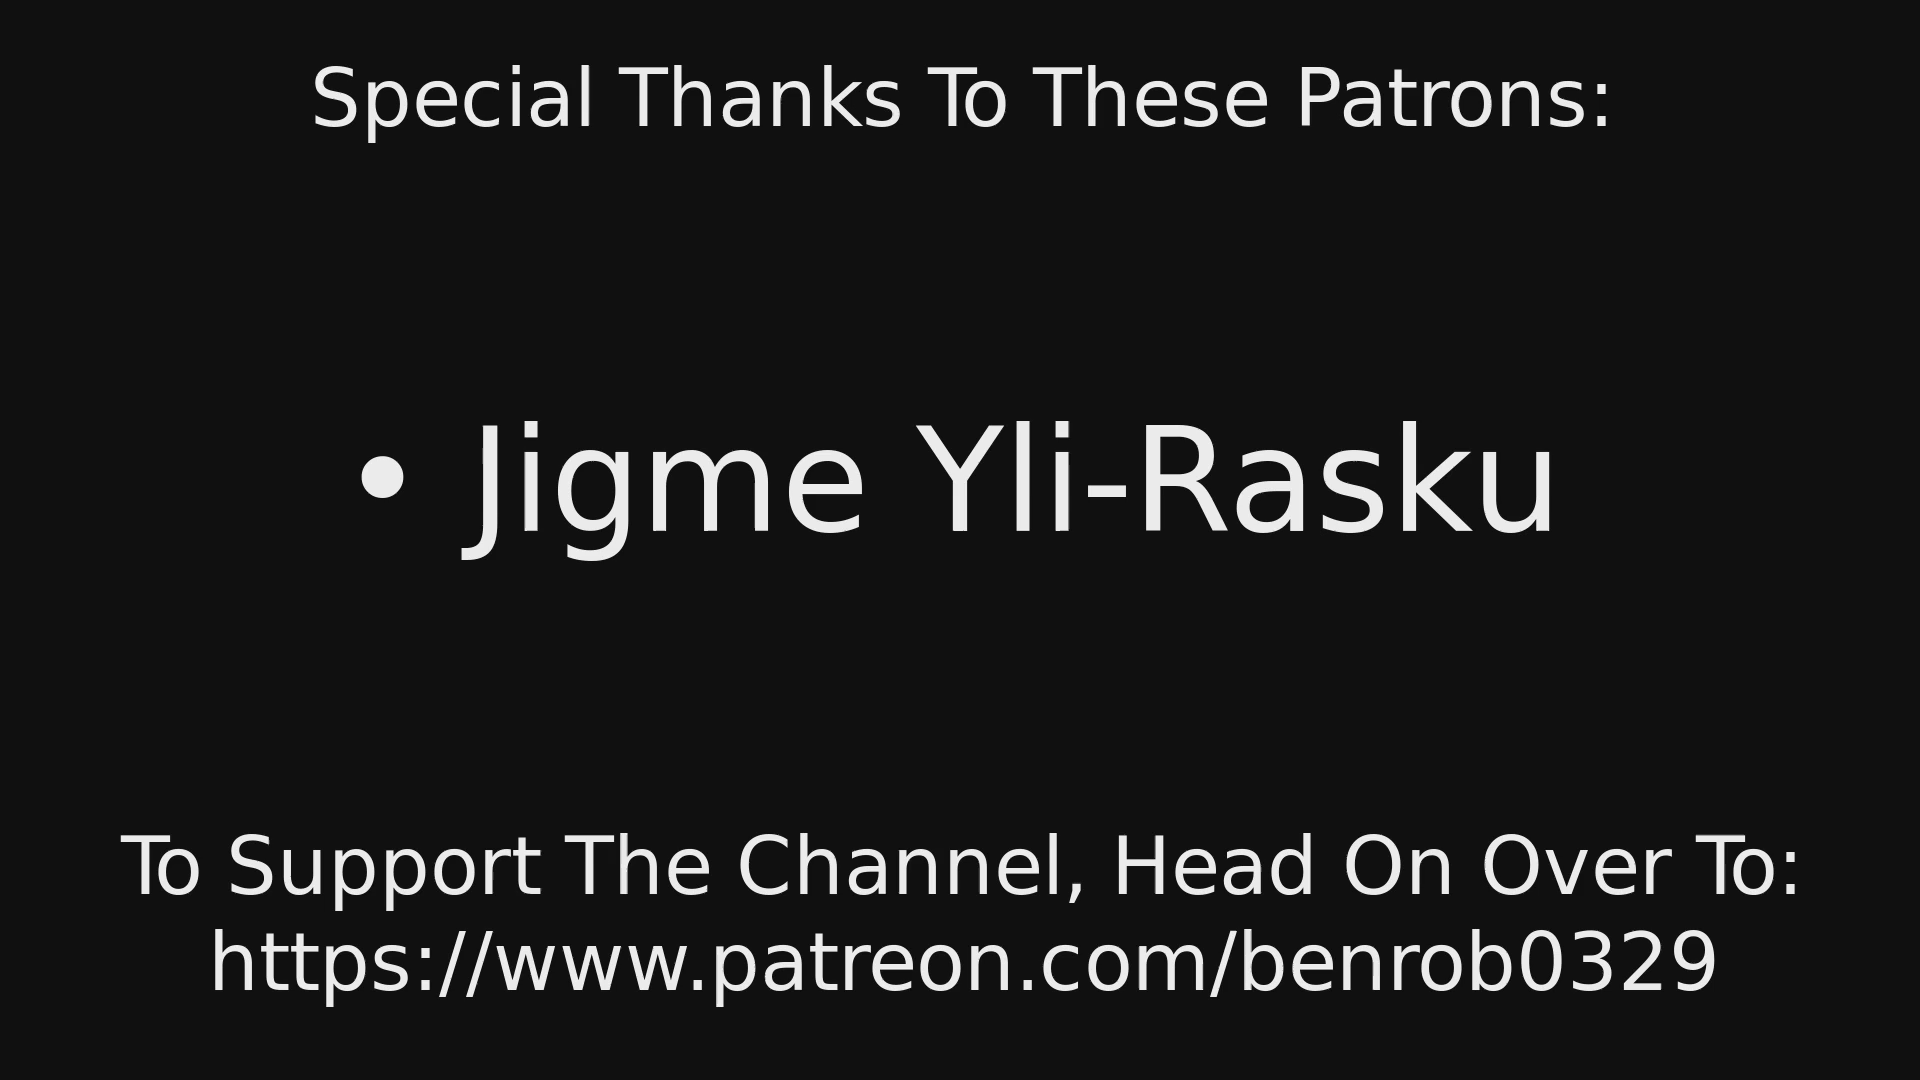 Special Thanks To These Patrons:
• Jigme Yli-Rasku
To Support The Channel, Head On Over To:
https://www.patreon.com/benrob0329